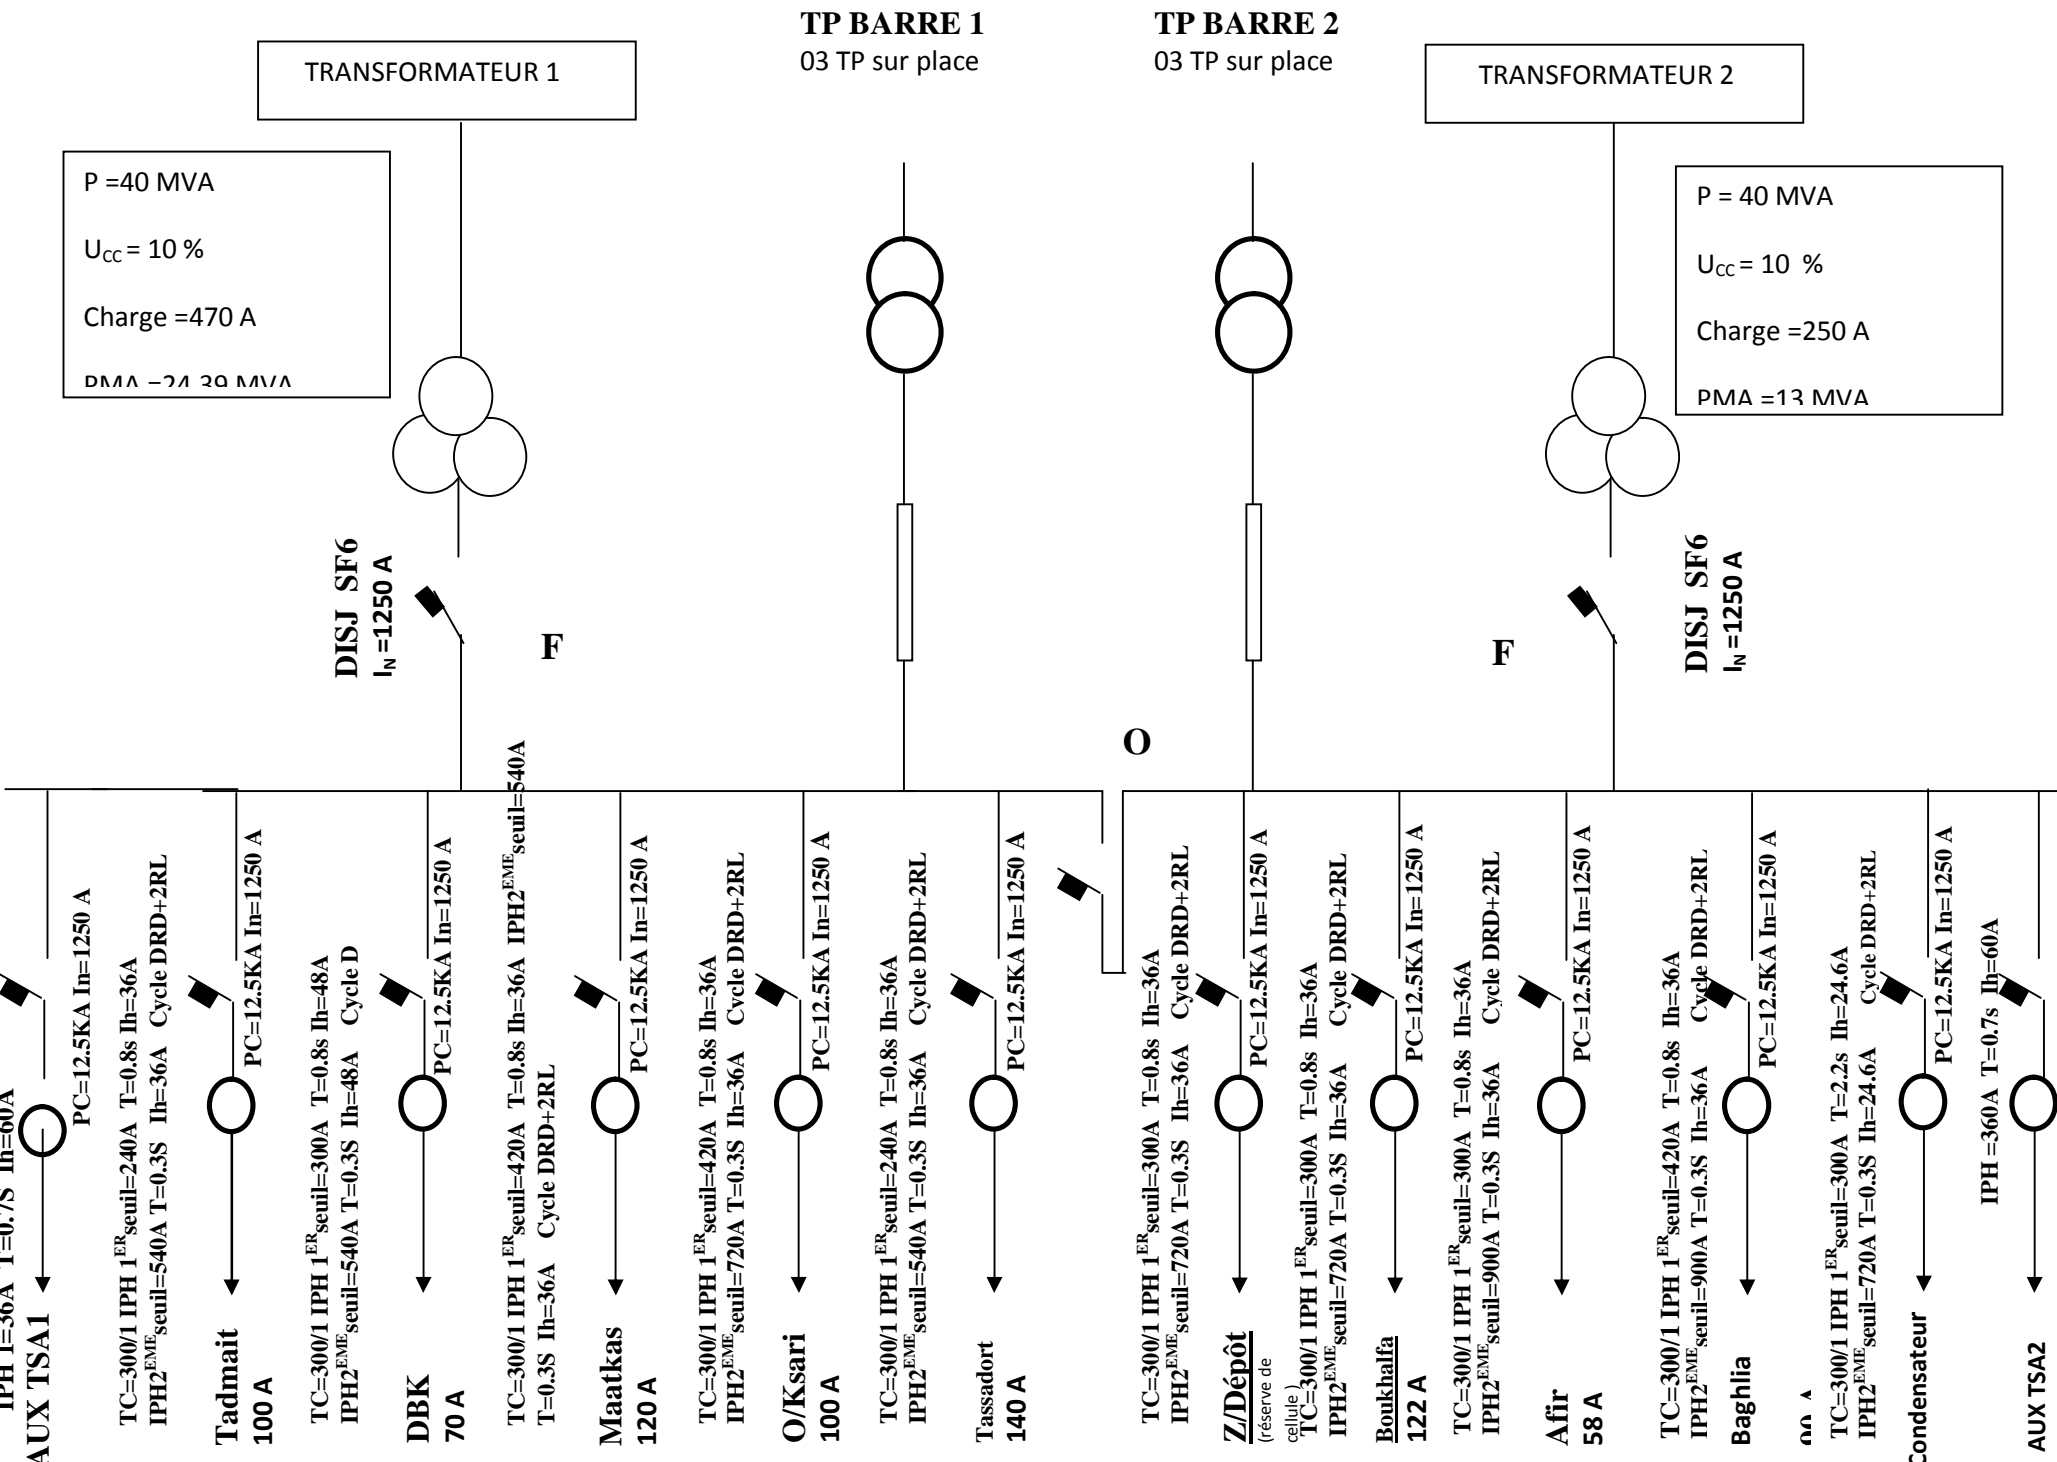 TP BARRE 1
03 TP sur place
TP BARRE 2
03 TP sur place
TRANSFORMATEUR 1
TRANSFORMATEUR 2
P =40 MVA
UCC = 10 %
Charge =470 A
PMA =24.39 MVA
P = 40 MVA
UCC = 10 %
Charge =250 A
PMA =13 MVA
DISJ SF6
IN =1250 A
F
F
DISJ SF6
IN =1250 A
O
IPH 1=36A T=0.7S Ih=60A
AUX TSA1
PC=12.5KA In=1250 A
TC=300/1 IPH 1ERseuil=240A T=0.8s Ih=36A
IPH2EMEseuil=540A T=0.3S Ih=36A Cycle DRD+2RL
Tadmait
100 A
PC=12.5KA In=1250 A
TC=300/1 IPH 1ERseuil=300A T=0.8s Ih=48A
IPH2EMEseuil=540A T=0.3S Ih=48A Cycle D
DBK
70 A
PC=12.5KA In=1250 A
TC=300/1 IPH 1ERseuil=420A T=0.8s Ih=36A IPH2EMEseuil=540A
T=0.3S Ih=36A Cycle DRD+2RL
Maatkas
120 A
PC=12.5KA In=1250 A
TC=300/1 IPH 1ERseuil=420A T=0.8s Ih=36A
IPH2EMEseuil=720A T=0.3S Ih=36A Cycle DRD+2RL
O/Ksari
100 A
PC=12.5KA In=1250 A
TC=300/1 IPH 1ERseuil=240A T=0.8s Ih=36A
IPH2EMEseuil=540A T=0.3S Ih=36A Cycle DRD+2RL
Tassadort
140 A
PC=12.5KA In=1250 A
TC=300/1 IPH 1ERseuil=300A T=0.8s Ih=36A
IPH2EMEseuil=720A T=0.3S Ih=36A Cycle DRD+2RL
Z/Dépôt
(réserve de
cellule )
PC=12.5KA In=1250 A
TC=300/1 IPH 1ERseuil=300A T=0.8s Ih=36A
IPH2EMEseuil=720A T=0.3S Ih=36A Cycle DRD+2RL
Boukhalfa
122 A
PC=12.5KA In=1250 A
TC=300/1 IPH 1ERseuil=300A T=0.8s Ih=36A
IPH2EMEseuil=900A T=0.3S Ih=36A Cycle DRD+2RL
Afir
58 A
PC=12.5KA In=1250 A
TC=300/1 IPH 1ERseuil=420A T=0.8s Ih=36A
IPH2EMEseuil=900A T=0.3S Ih=36A Cycle DRD+2RL
Baghlia
PC=12.5KA In=1250 A
TC=300/1 IPH 1ERseuil=300A T=2.2s Ih=24.6A
IPH2EMEseuil=720A T=0.3S Ih=24.6A Cycle DRD+2RL
Condensateur
PC=12.5KA In=1250 A
IPH =360A T=0.7s Ih=60A
AUX TSA2